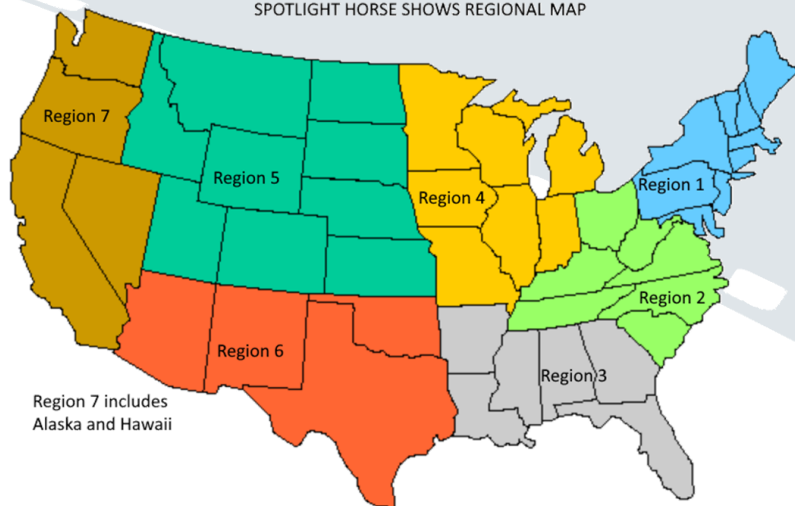 SPOTLIGHT HORSE SHOWS REGIONAL MAP
Region 7
Region 5
Region 4
Region 1
Region 2
Region 6
Region 3
Region 7 includes
Alaska and Hawaii